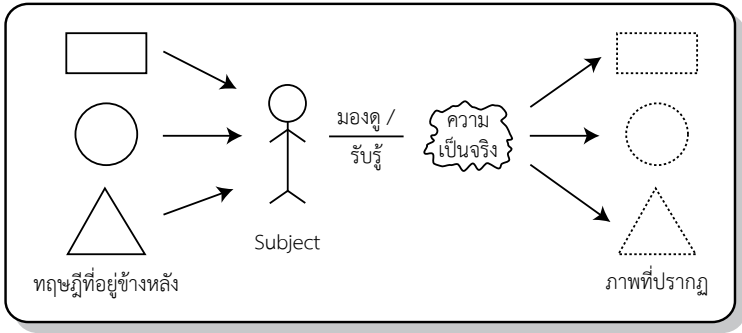 มองดู /
รับรู้
ความ
เป็นจริง
Subject
ทฤษฎีที่อยู่ข้างหลัง
ภาพที่ปรากฏ